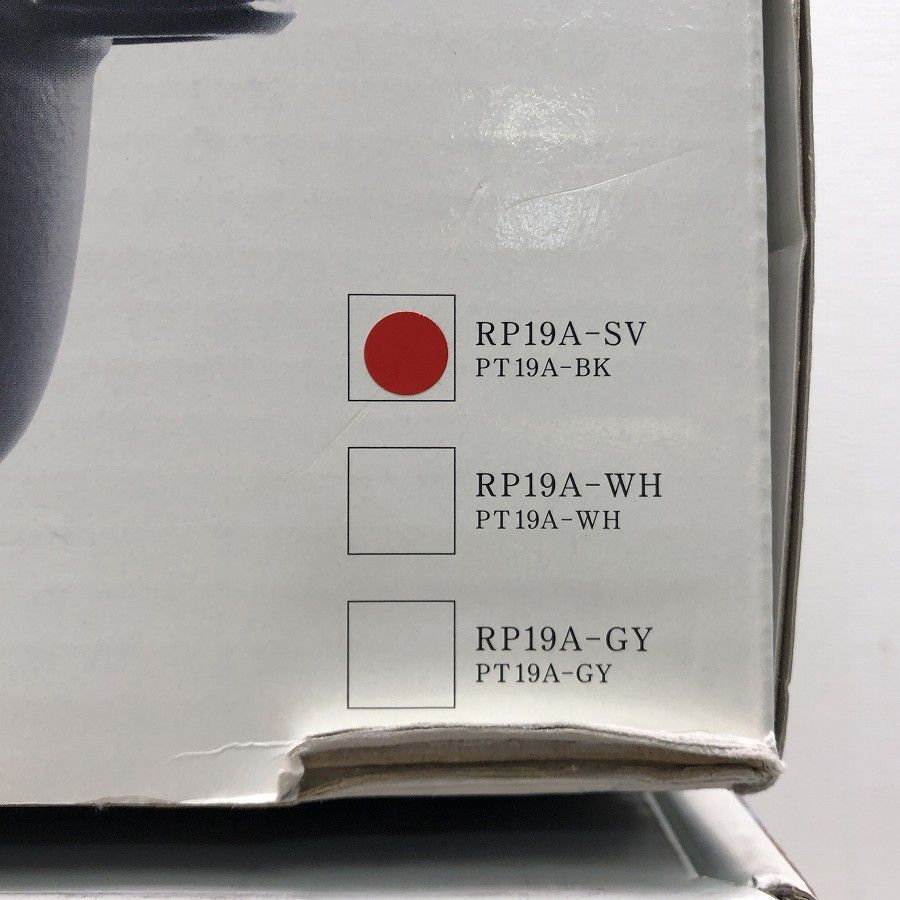 RP19A-SV
PT19A-BK
RP19A-WH
PT19A-WH
RP19A-GY
PT19A-GY